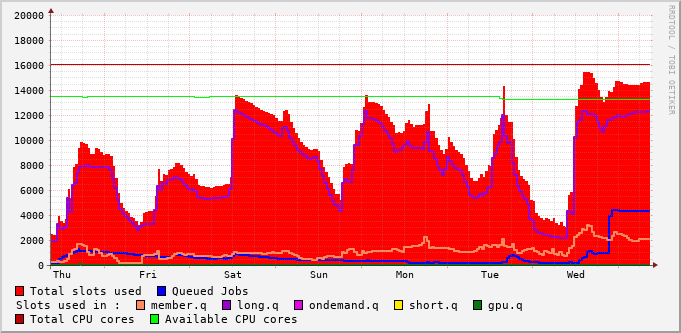 20000
18000
16000
14000
12000
10000
8000
6000
4000
2000
0
Thu Fri Sat Sun Mon Tue Wed
Total slots used Queued Jobs
Slots used in : member.q long.q ondemand.q short.q gpu.q
Total CPU cores Available CPU cores
RRDTOOL / TOBI OETIKER